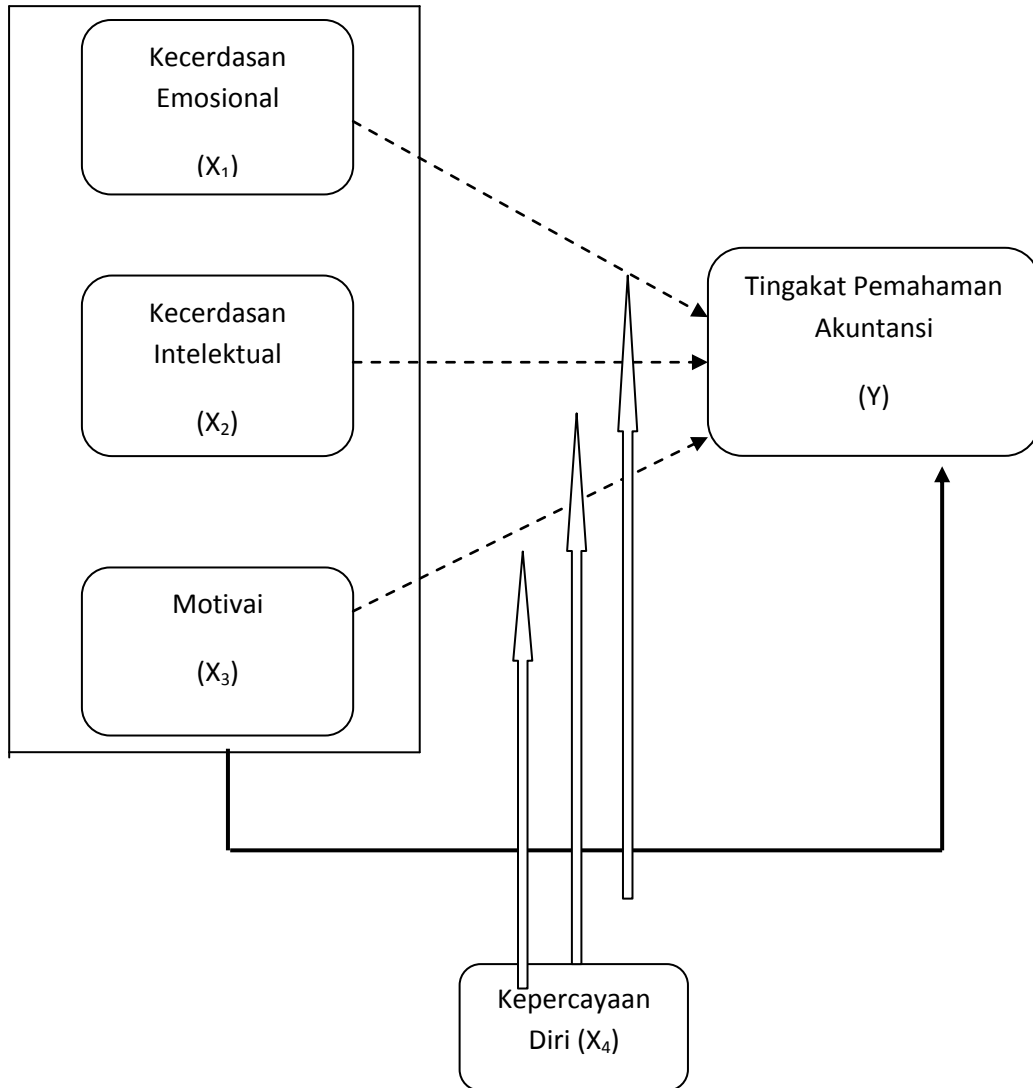 Kecerdasan
Emosional
(X₁)
Kecerdasan
Intelektual
(X₂)
Motivai
(X₃)
Tingakat Pemahaman
Akuntansi
(Y)
Kepercayaan
Diri (X₄)